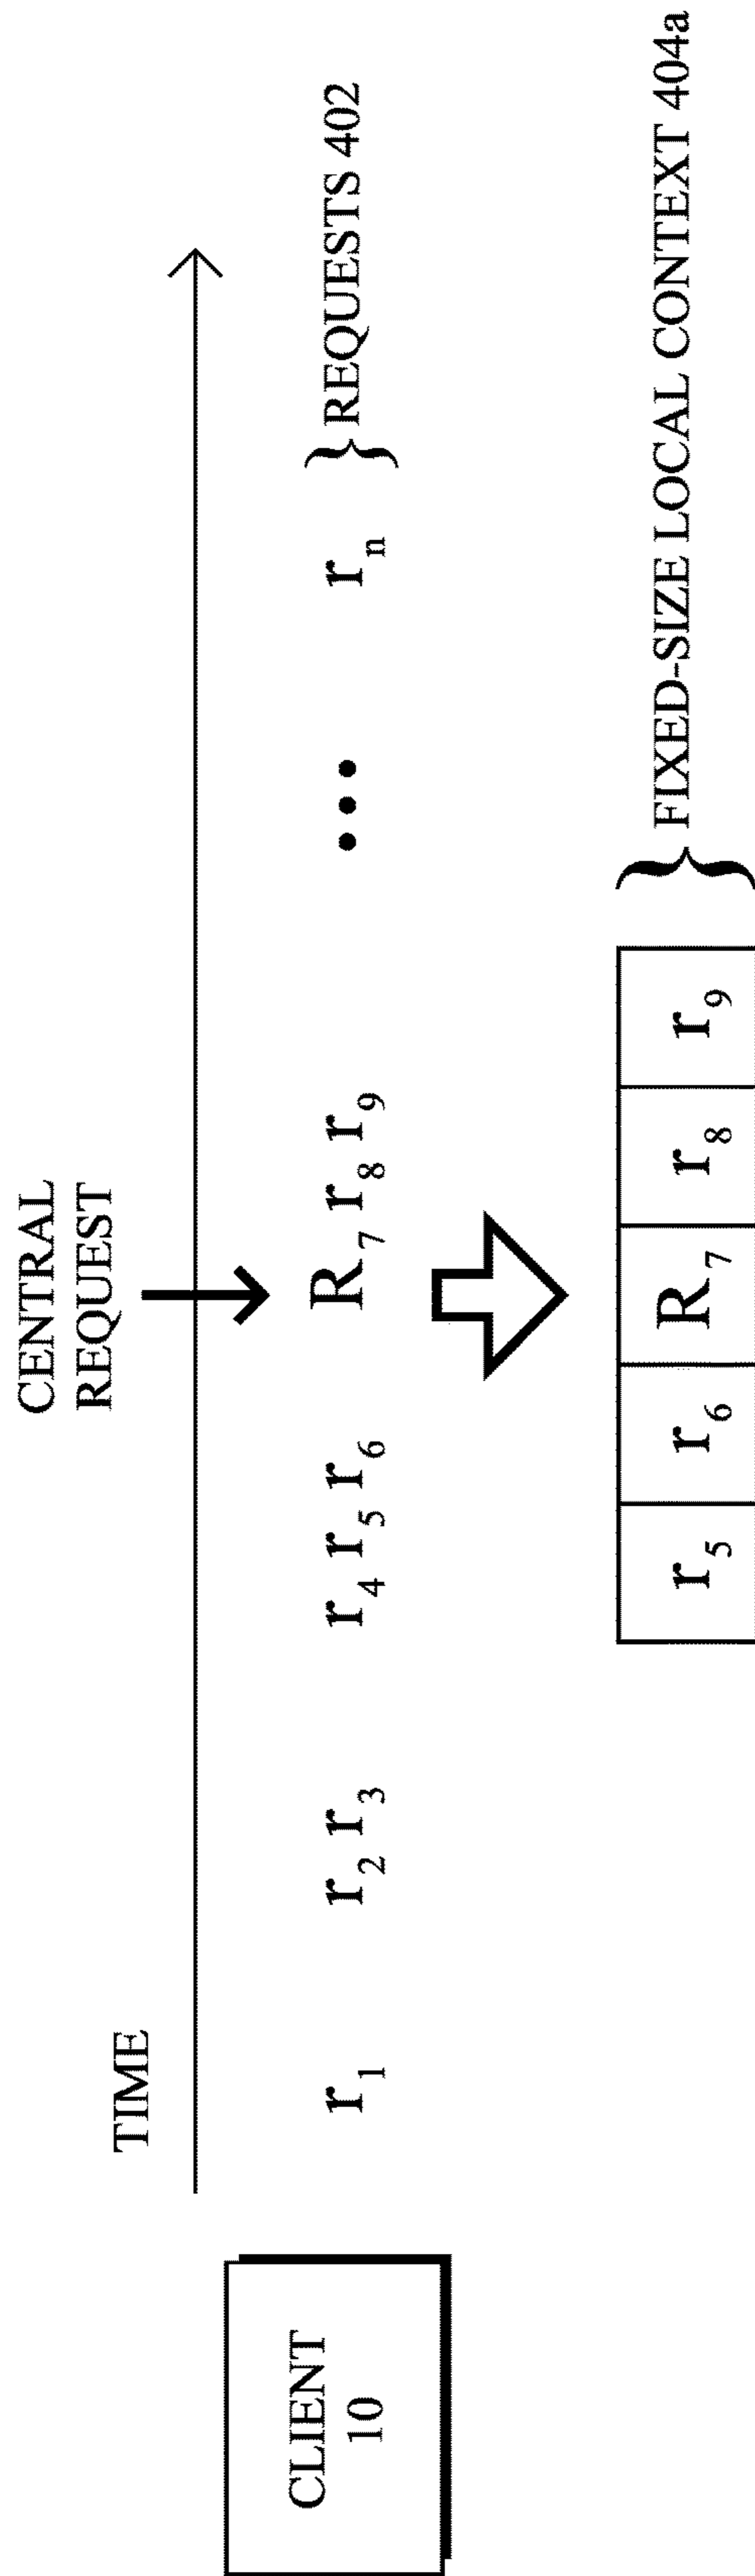 CENTRAL
REQUEST
TIME
CLIENT
10
r1 r2 r3 r4 r5 r6 R7 r8 r9 ••• rn } REQUESTS 402
r5 r6 R7 r8 r9 } FIXED-SIZE LOCAL CONTEXT 404a